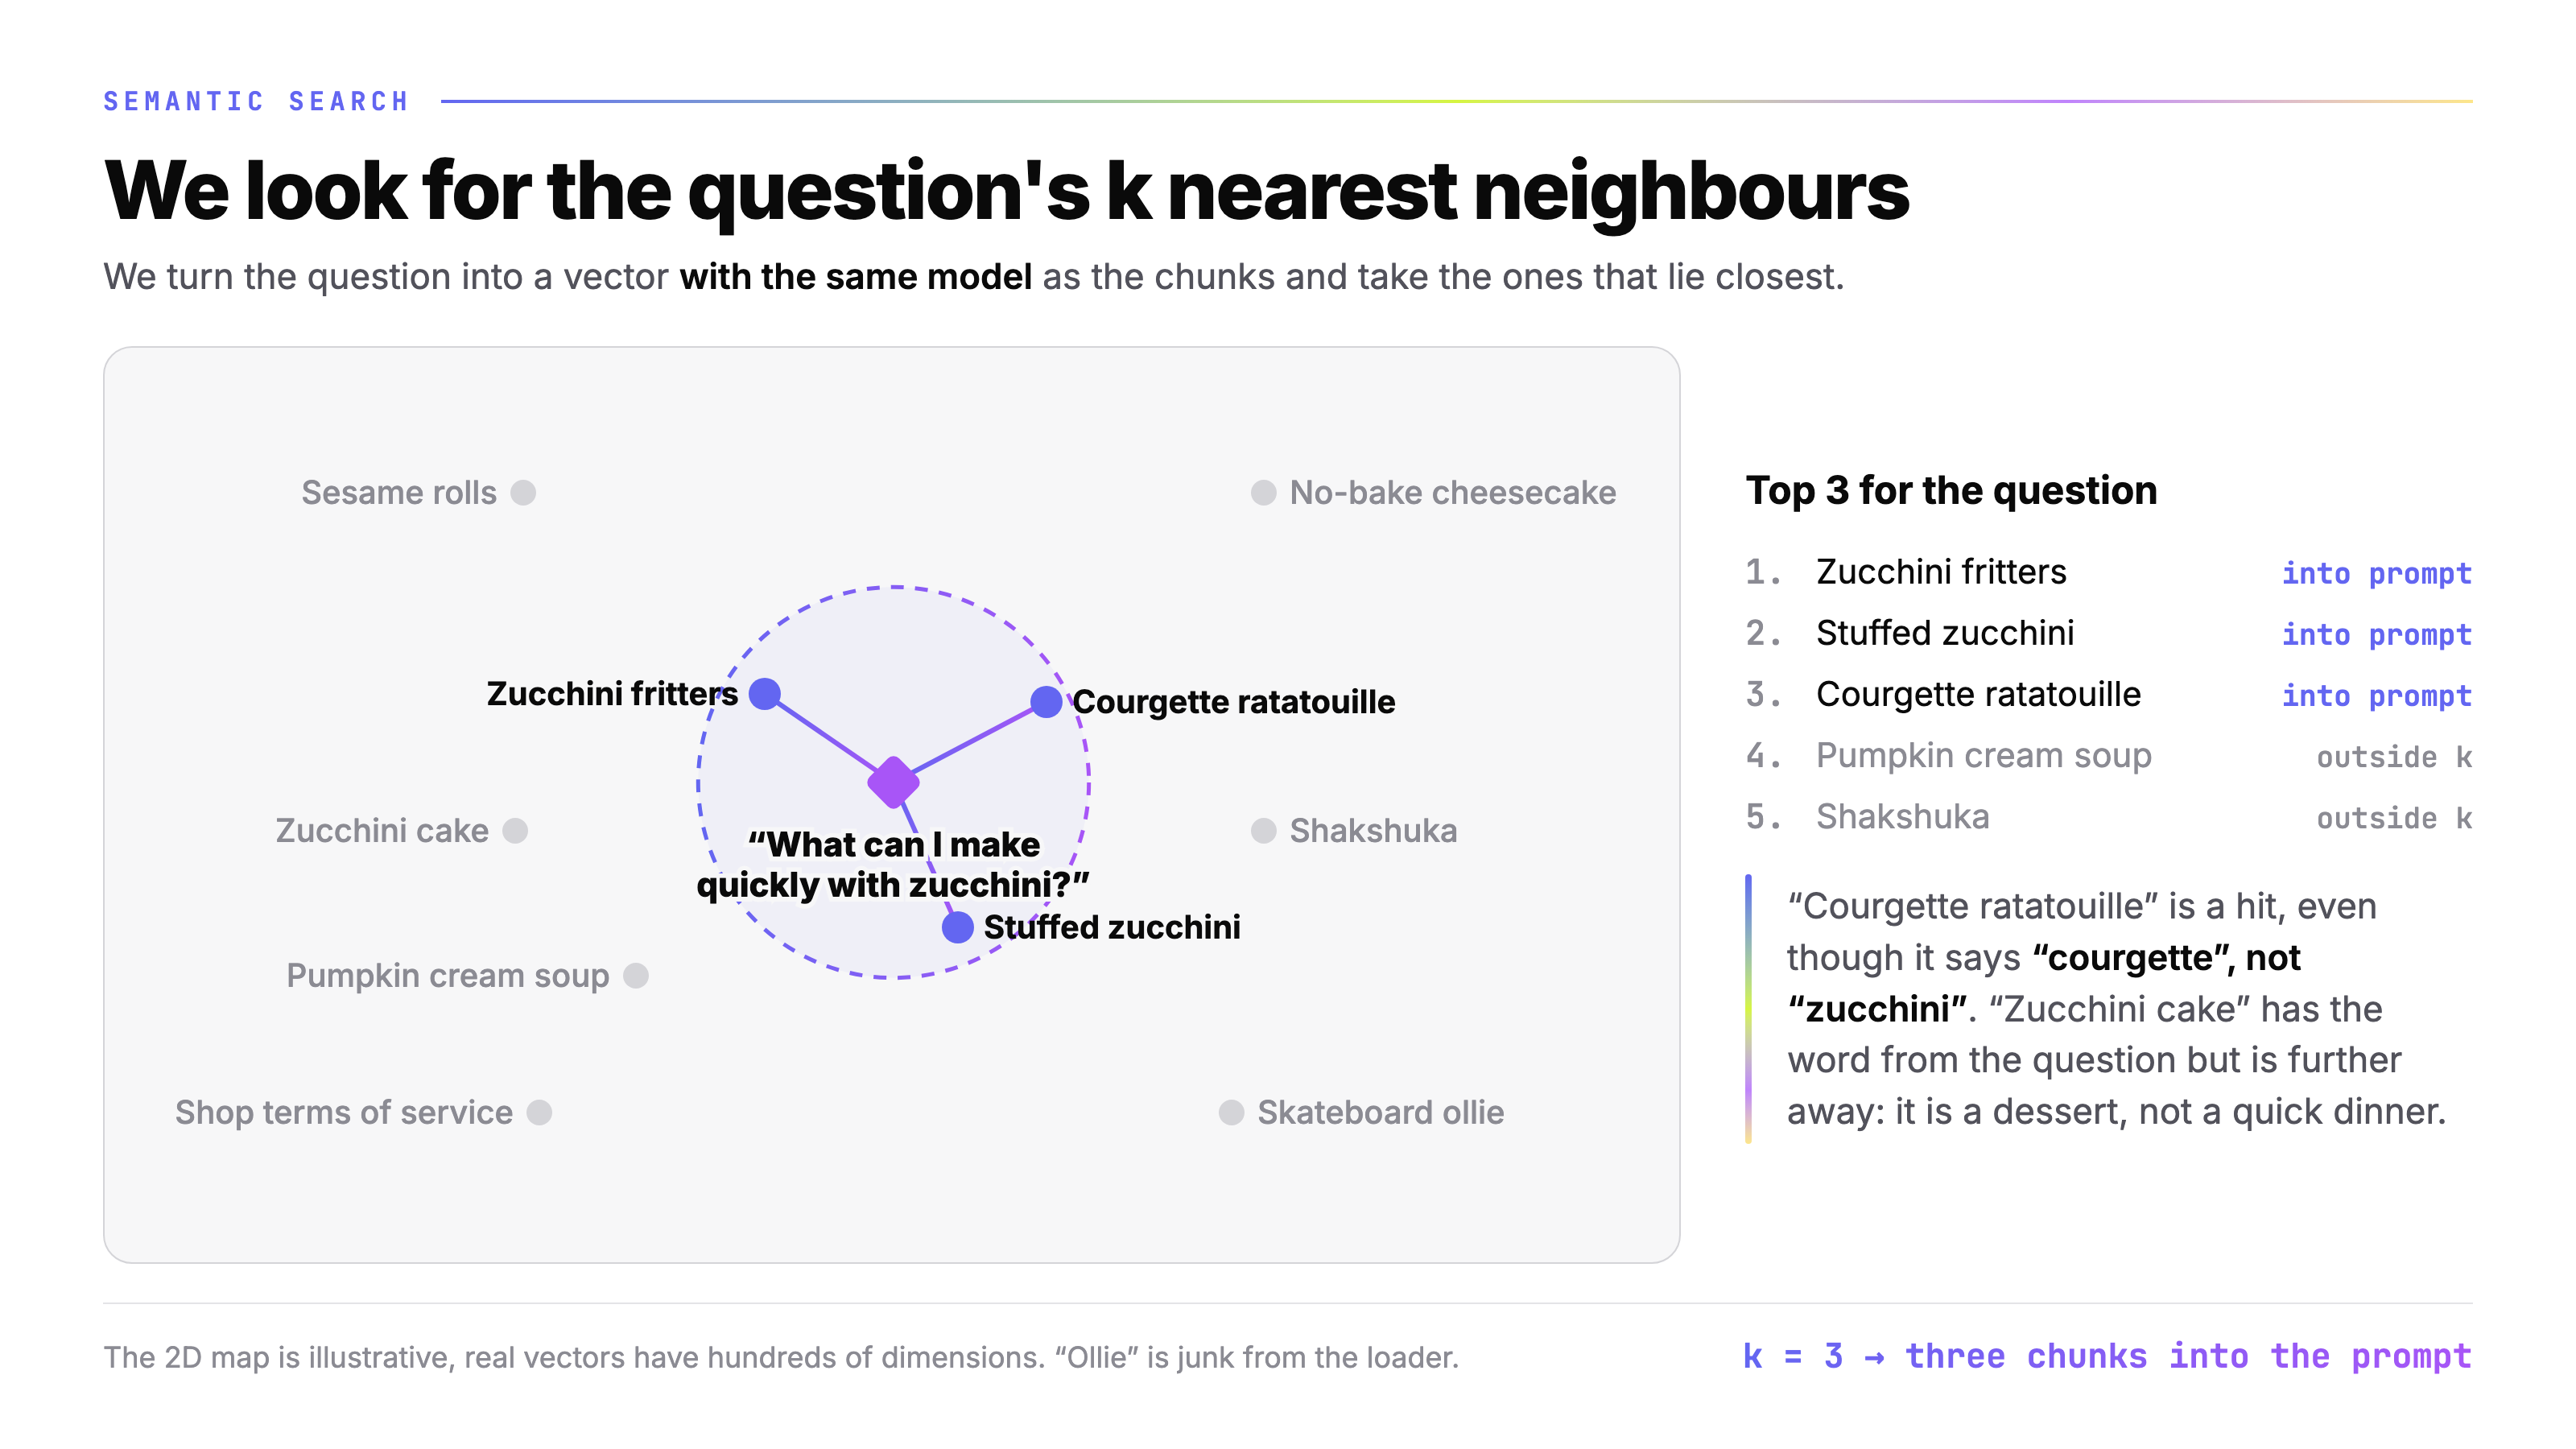 SEMANTIC SEARCH
We look for the question's k nearest neighbours
We turn the question into a vector with the same model as the chunks and take the ones that lie closest.
Sesame rolls
No-bake cheesecake
Zucchini fritters
Courgette ratatouille
Zucchini cake
Shakshuka
“What can I make
quickly with zucchini?”
Stuffed zucchini
Pumpkin cream soup
Shop terms of service
Skateboard ollie
Top 3 for the question
1. Zucchini fritters into prompt
2. Stuffed zucchini into prompt
3. Courgette ratatouille into prompt
4. Pumpkin cream soup outside k
5. Shakshuka outside k
“Courgette ratatouille” is a hit, even
though it says “courgette”, not
“zucchini”. “Zucchini cake” has the
word from the question but is further
away: it is a dessert, not a quick dinner.
The 2D map is illustrative, real vectors have hundreds of dimensions. “Ollie” is junk from the loader.
k = 3 → three chunks into the prompt